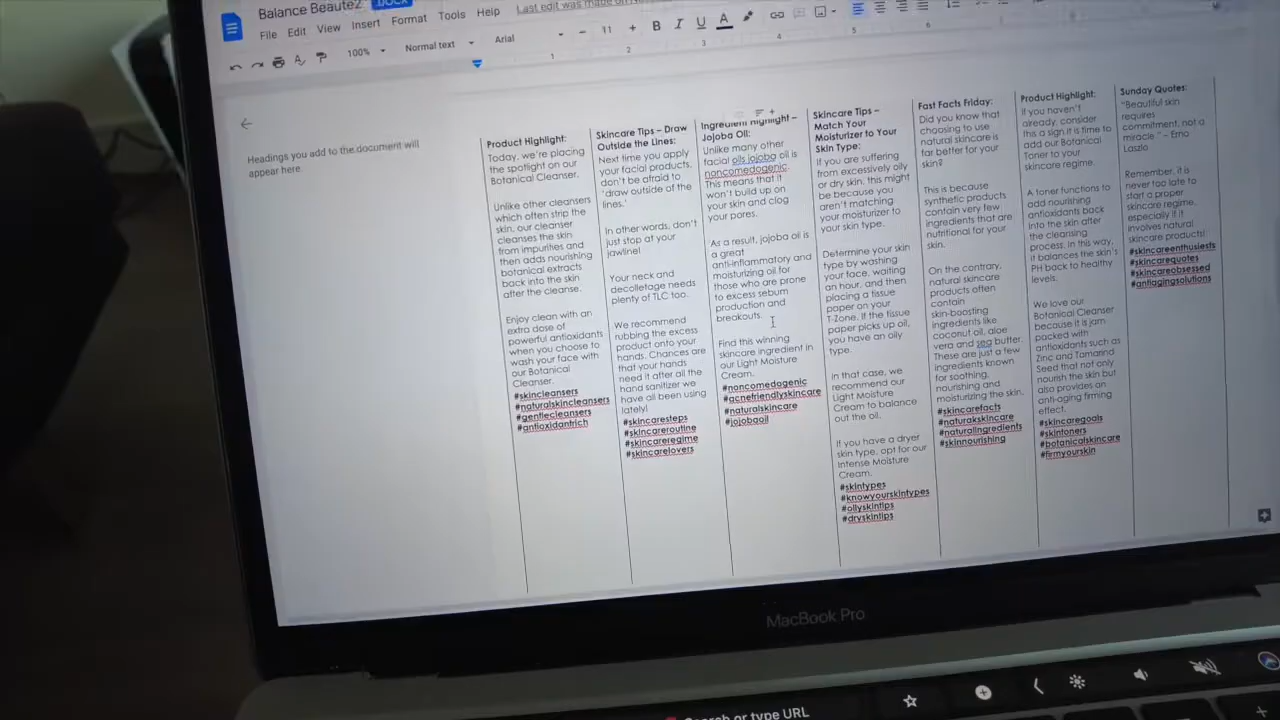 Balance Beaute2 .DOCX
File Edit View Insert Format Tools Help Last edit was made on
100% Normal text Arial 11 B I U A
1 2 3 4 5 6
Headings you add to the document will
appear here.
Product Highlight:
Today, we're placing
the spotlight on our
Botanical Cleanser.
Unlike other cleansers
which often strip the
skin, our cleanser
cleanses the skin
from impurities and
then adds nourishing
botanical extracts
back into the skin
after the cleanse.
Enjoy clean with an
extra dose of
powerful antioxidants
when you choose to
wash your face with
our Botanical
Cleanser.
#skincleansers
#naturalskincleansers
#gentlecleansers
#antioxidantrich
Skincare Tips – Draw
Outside the Lines:
Next time you apply
your facial products,
don't be afraid to
'draw outside of the
lines.'
In other words, don't
just stop at your
jawline!
Your neck and
decolletage needs
plenty of TLC too.
We recommend
rubbing the excess
product onto your
hands. Chances are
that your hands
need it after all the
hand sanitizer we
have all been using
lately!
#skincaresteps
#skincareroutine
#skincareregime
#skincarelovers
Ingredient Highlight –
Jojoba Oil:
Unlike many other
facial oils jojoba oil is
noncomedogenic.
This means that it
won't build up on
your skin and clog
your pores.
As a result, jojoba oil is
a great
anti-inflammatory and
moisturizing oil for
those who are prone
to excess sebum
production and
breakouts.
Find this winning
skincare ingredient in
our Light Moisture
Cream.
#noncomedogenic
#acnefriendlyskincare
#naturalskincare
#jojobaoil
Skincare Tips –
Match Your
Moisturizer to Your
Skin Type:
If you are suffering
from excessively oily
or dry skin, this might
be because you
aren't matching
your moisturizer to
your skin type.
Determine your skin
type by washing
your face, waiting
an hour, and then
placing a tissue
paper on your
T-Zone. If the tissue
paper picks up oil,
you have an oily
type.
In that case, we
recommend our
Light Moisture
Cream to balance
out the oil.
If you have a dryer
skin type, opt for our
Intense Moisture
Cream.
#skintypes
#knowyourskintypes
#oilyskintips
#dryskintips
Fast Facts Friday:
Did you know that
choosing to use
natural skincare is
far better for your
skin?
This is because
synthetic products
contain very few
ingredients that are
nutritional for your
skin.
On the contrary,
natural skincare
products often
contain
skin-boosting
ingredients like
coconut oil, aloe
vera and sea butter.
These are just a few
ingredients known
for soothing,
nourishing and
moisturizing the skin.
#skincarefacts
#naturakskincare
#naturalingredients
#skinnourishing
Product Highlight:
If you haven't
already, consider
this a sign it is time to
add our Botanical
Toner to your
skincare regime.
A toner functions to
add nourishing
antioxidants back
into the skin after
the cleansing
process. In this way,
it balances the skin's
PH back to healthy
levels.
We love our
Botanical Cleanser
because it is jam
packed with
antioxidants such as
Zinc and Tamarind
Seed that not only
nourish the skin but
also provides an
anti-aging firming
effect.
#skincaregoals
#skintoners
#botanicalskincare
#firmyourskin
Sunday Quotes:
"Beautiful skin
requires
commitment, not a
miracle." – Erno
Laszlo
Remember, it is
never too late to
start a proper
skincare regime,
especially if it
involves natural
skincare products!
#skincareenthusiests
#skincarequotes
#skincareobsessed
#antiagingsolutions
MacBook Pro
Search or type URL